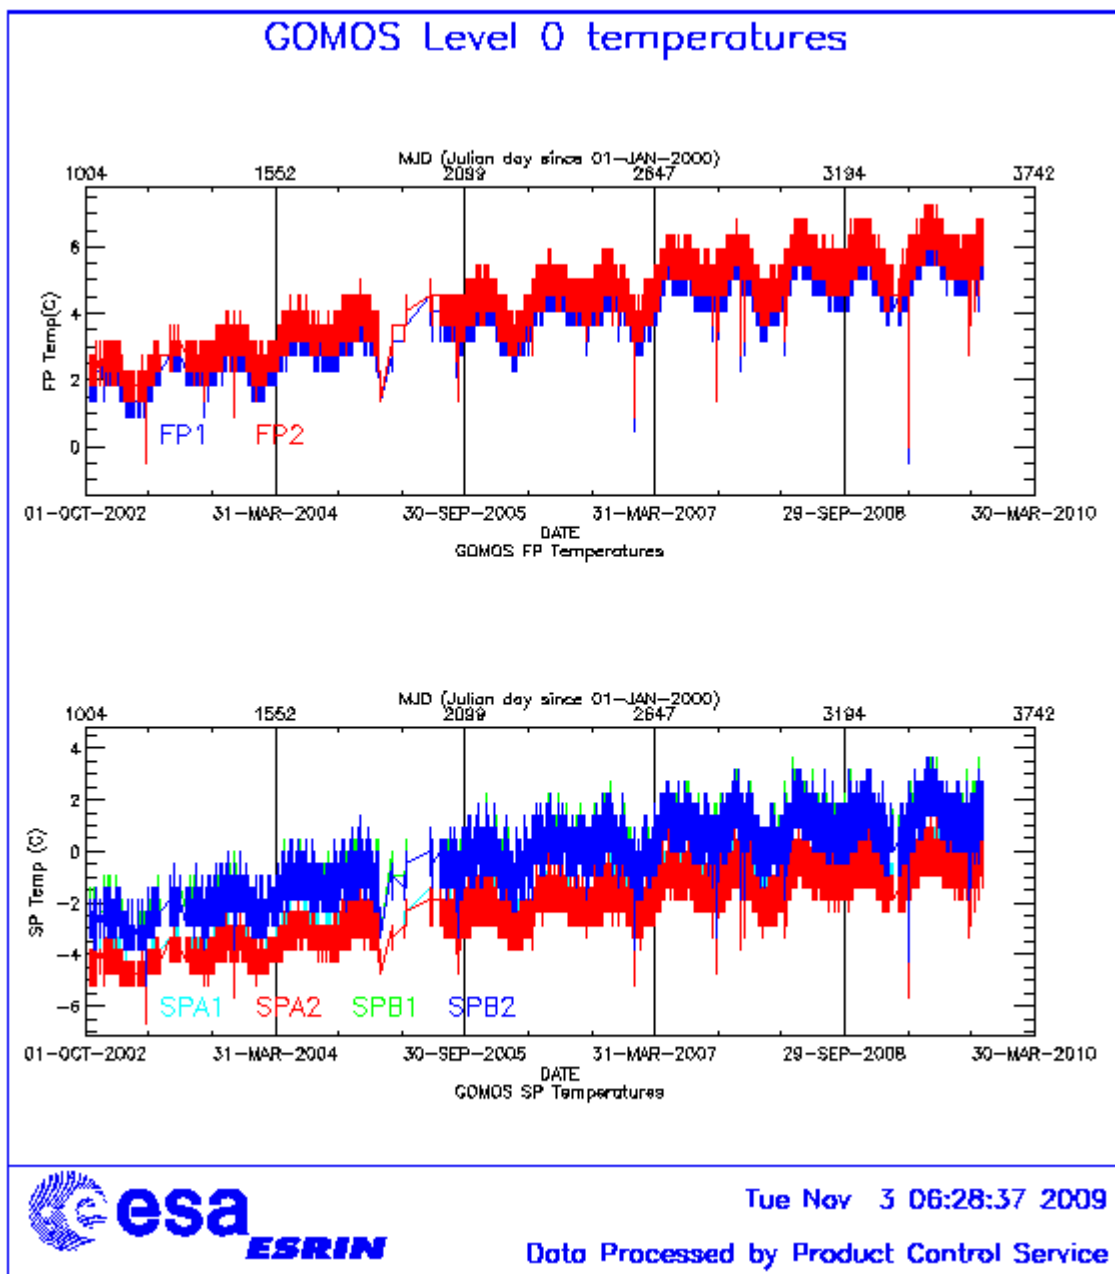 GOMOS Level 0 temperatures
MJD (Julian day since 01-JAN-2000)
1004 1552 2099 2647 3194 3742
FP Temp(C)
6
4
2
0
FP1 FP2
01-OCT-2002 31-MAR-2004 30-SEP-2005 31-MAR-2007 29-SEP-2008 30-MAR-2010
DATE
GOMOS FP Temperatures
MJD (Julian day since 01-JAN-2000)
1004 1552 2099 2647 3194 3742
SP Temp (C)
4
2
0
-2
-4
-6
SPA1 SPA2 SPB1 SPB2
01-OCT-2002 31-MAR-2004 30-SEP-2005 31-MAR-2007 29-SEP-2008 30-MAR-2010
DATE
GOMOS SP Temperatures
esa
ESRIN
Tue Nov 3 06:28:37 2009
Data Processed by Product Control Service